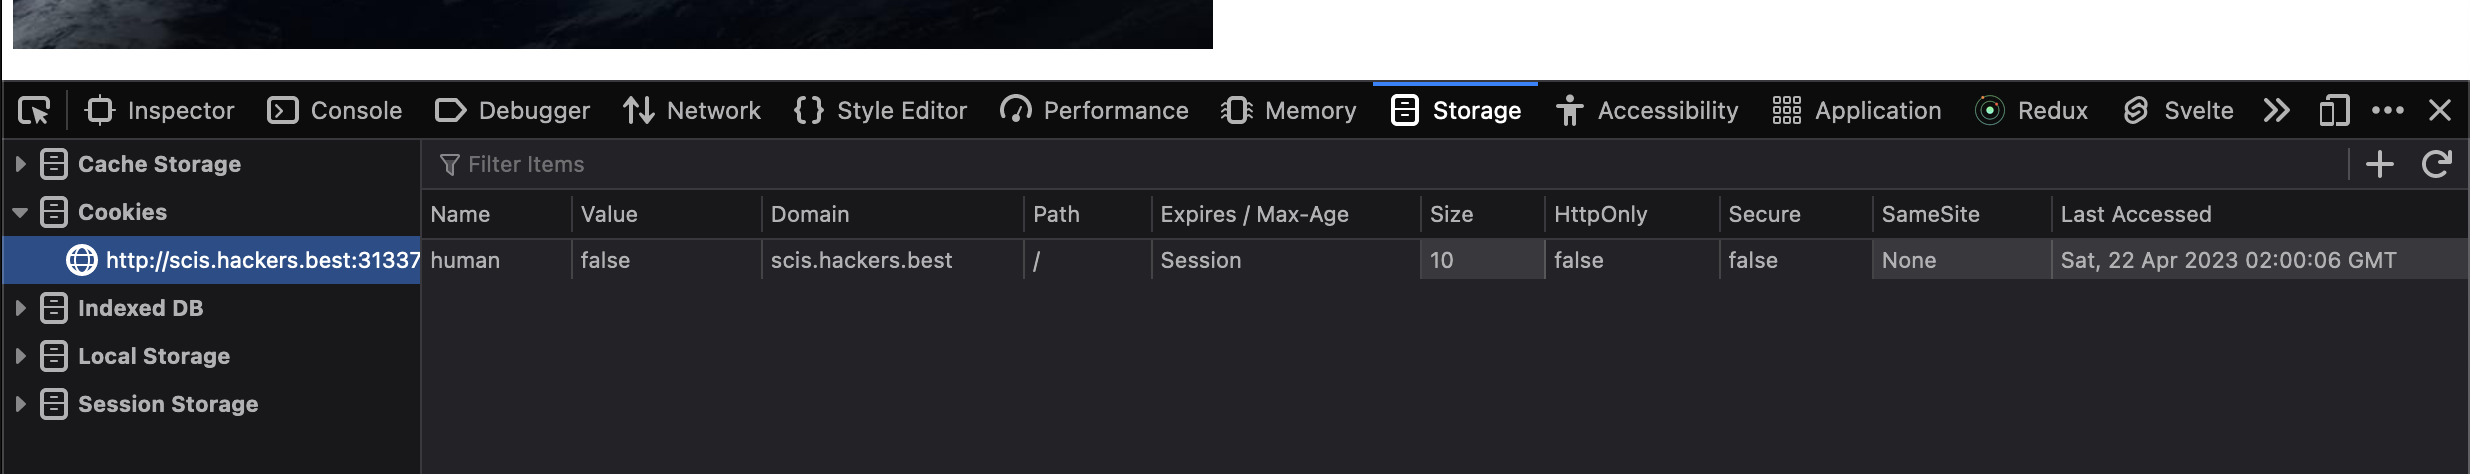 Inspector Console Debugger Network Style Editor Performance Memory Storage Accessibility Application Redux Svelte
Cache Storage
Filter Items
Cookies
Name Value Domain Path Expires / Max-Age Size HttpOnly Secure SameSite Last Accessed
http://scis.hackers.best:31337
human false scis.hackers.best / Session 10 false false None Sat, 22 Apr 2023 02:00:06 GMT
Indexed DB
Local Storage
Session Storage